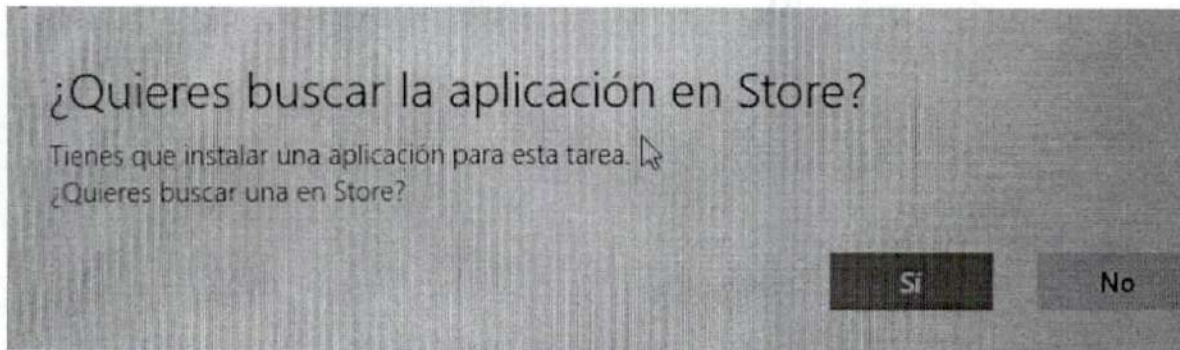 ¿Quieres buscar la aplicación en Store?
Tienes que instalar una aplicación para esta tarea.
¿Quieres buscar una en Store?
Sí
No